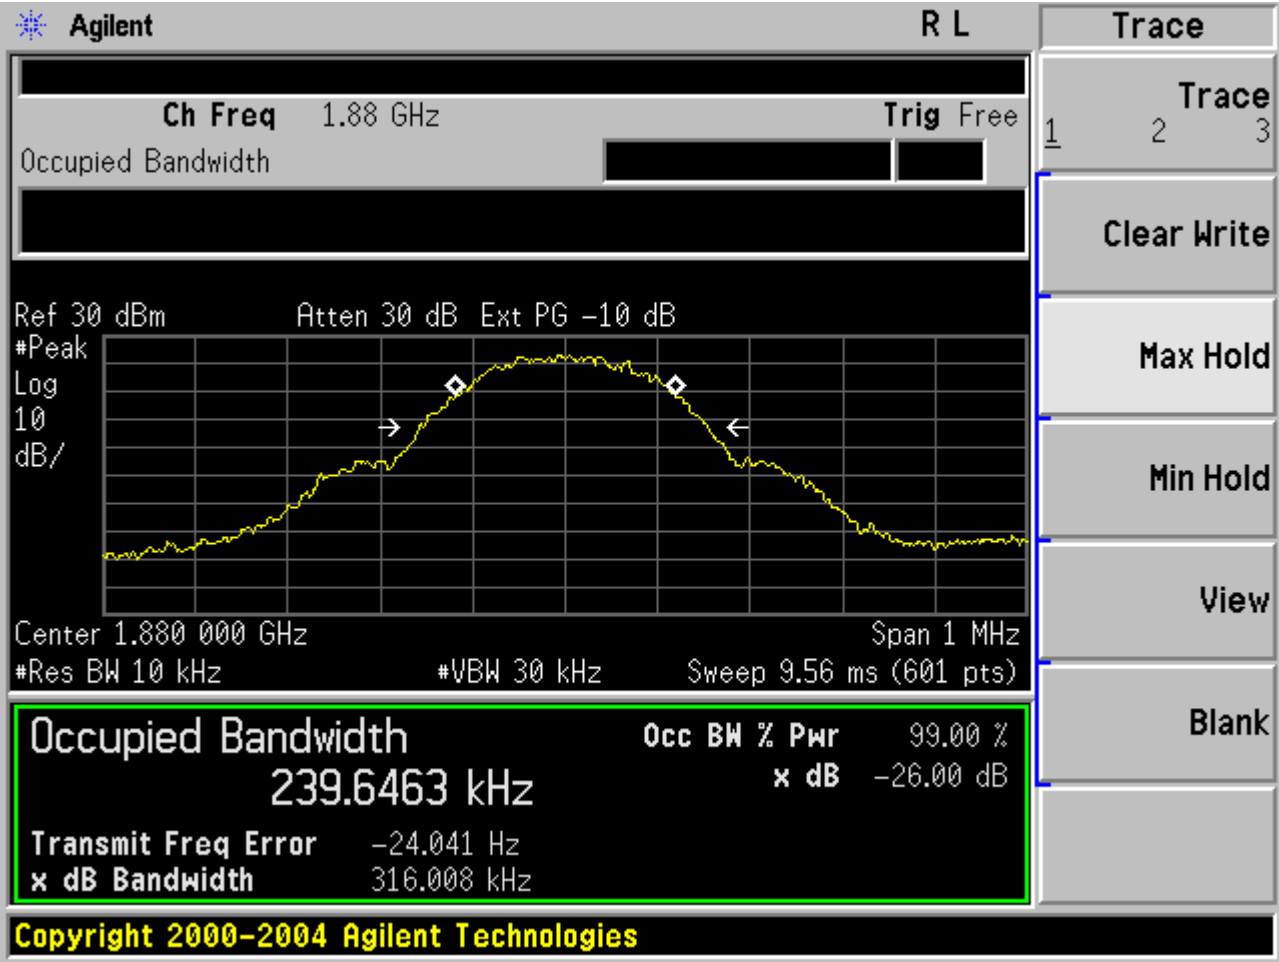 Agilent
R L
Trace
Ch Freq 1.88 GHz
Trig Free
Occupied Bandwidth
Trace
1 2 3
Clear Write
Max Hold
Min Hold
View
Blank
Ref 30 dBm
Atten 30 dB
Ext PG -10 dB
#Peak
Log
10
dB/
Center 1.880 000 GHz
Span 1 MHz
#Res BW 10 kHz
#VBW 30 kHz
Sweep 9.56 ms (601 pts)
Occupied Bandwidth
239.6463 kHz
Occ BW % Pwr 99.00 %
x dB -26.00 dB
Transmit Freq Error -24.041 Hz
x dB Bandwidth 316.008 kHz
Copyright 2000-2004 Agilent Technologies